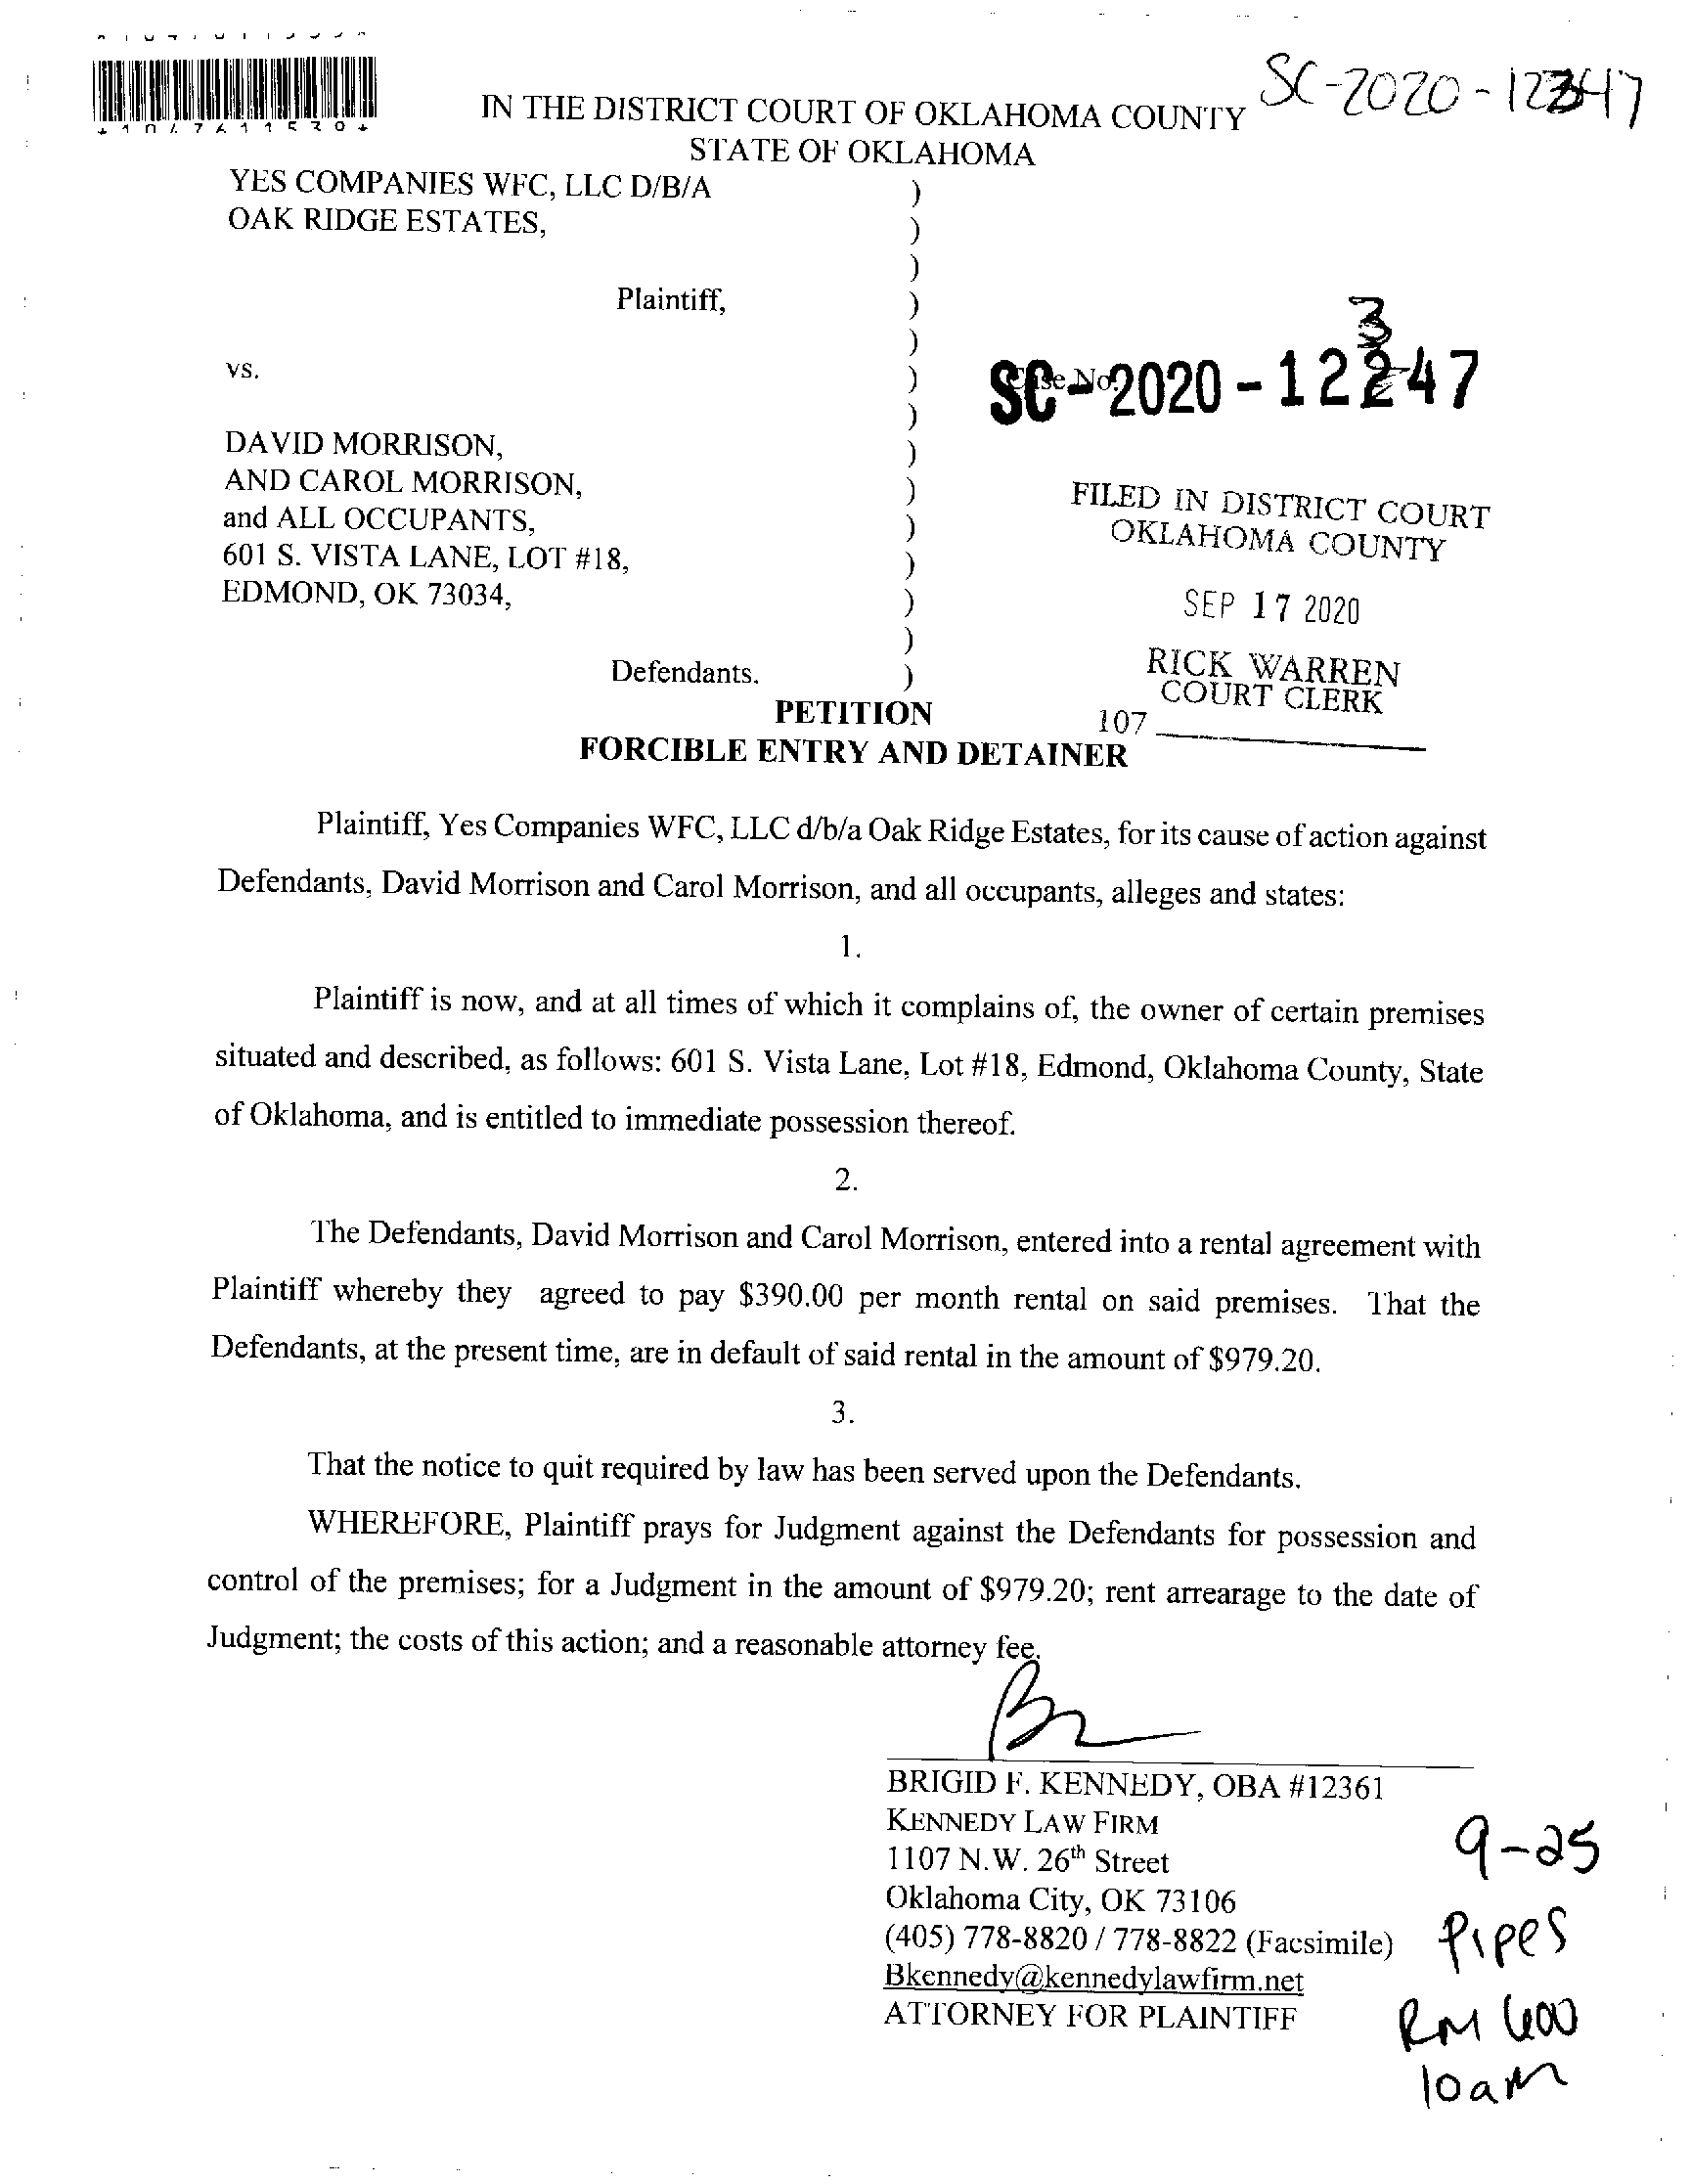 SC-2020-12347
IN THE DISTRICT COURT OF OKLAHOMA COUNTY
STATE OF OKLAHOMA
YES COMPANIES WFC, LLC D/B/A )
OAK RIDGE ESTATES, )
)
Plaintiff, )
)
vs. )
SC-2020-12347
)
DAVID MORRISON, )
AND CAROL MORRISON, )
and ALL OCCUPANTS, )
601 S. VISTA LANE, LOT #18, )
EDMOND, OK 73034, )
)
Defendants. )
FILED IN DISTRICT COURT
OKLAHOMA COUNTY
SEP 17 2020
RICK WARREN
COURT CLERK
107
PETITION
FORCIBLE ENTRY AND DETAINER
Plaintiff, Yes Companies WFC, LLC d/b/a Oak Ridge Estates, for its cause of action against
Defendants, David Morrison and Carol Morrison, and all occupants, alleges and states:
1.
Plaintiff is now, and at all times of which it complains of, the owner of certain premises
situated and described, as follows: 601 S. Vista Lane, Lot #18, Edmond, Oklahoma County, State
of Oklahoma, and is entitled to immediate possession thereof.
2.
The Defendants, David Morrison and Carol Morrison, entered into a rental agreement with
Plaintiff whereby they agreed to pay $390.00 per month rental on said premises. That the
Defendants, at the present time, are in default of said rental in the amount of $979.20.
3.
That the notice to quit required by law has been served upon the Defendants.
WHEREFORE, Plaintiff prays for Judgment against the Defendants for possession and
control of the premises; for a Judgment in the amount of $979.20; rent arrearage to the date of
Judgment; the costs of this action; and a reasonable attorney fee.
BRIGID F. KENNEDY, OBA #12361
KENNEDY LAW FIRM
1107 N.W. 26th Street
Oklahoma City, OK 73106
(405) 778-8820 / 778-8822 (Facsimile)
Bkennedy@kennedylawfirm.net
ATTORNEY FOR PLAINTIFF
9-25
Pipes
RM 600
10am